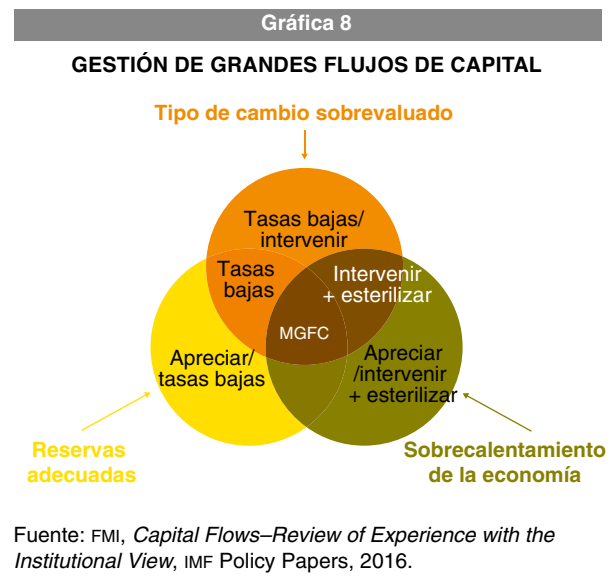 Gráfica 8
GESTIÓN DE GRANDES FLUJOS DE CAPITAL
Tipo de cambio sobrevaluado
Tasas bajas/
intervenir
Tasas
bajas
Intervenir
+ esterilizar
MGFC
Apreciar/
tasas bajas
Apreciar
/intervenir
+ esterilizar
Reservas
adecuadas
Sobrecalentamiento
de la economía
Fuente: FMI, Capital Flows–Review of Experience with the
Institutional View, IMF Policy Papers, 2016.